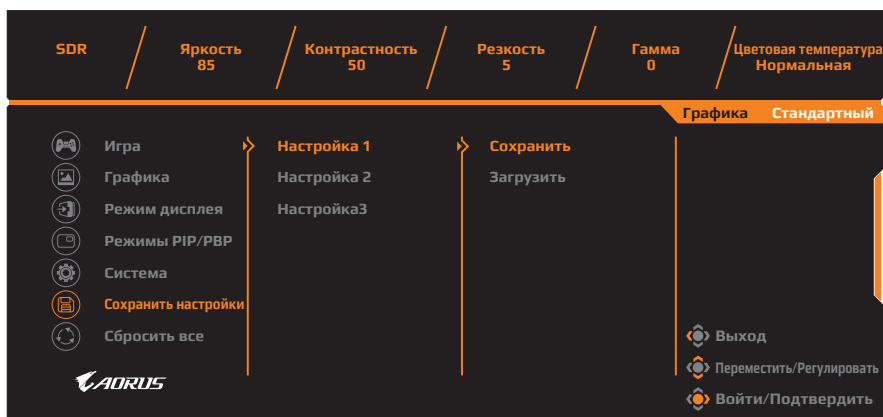 SDR
Яркость
85
Контрастность
50
Резкость
5
Гамма
0
Цветовая температура
Нормальная
Графика Стандартный
Игра
Графика
Режим дисплея
Режимы PIP/PBP
Система
Сохранить настройки
Сбросить все
Настройка 1
Настройка 2
Настройка3
Сохранить
Загрузить
Выход
Переместить/Регулировать
Войти/Подтвердить
AORUS